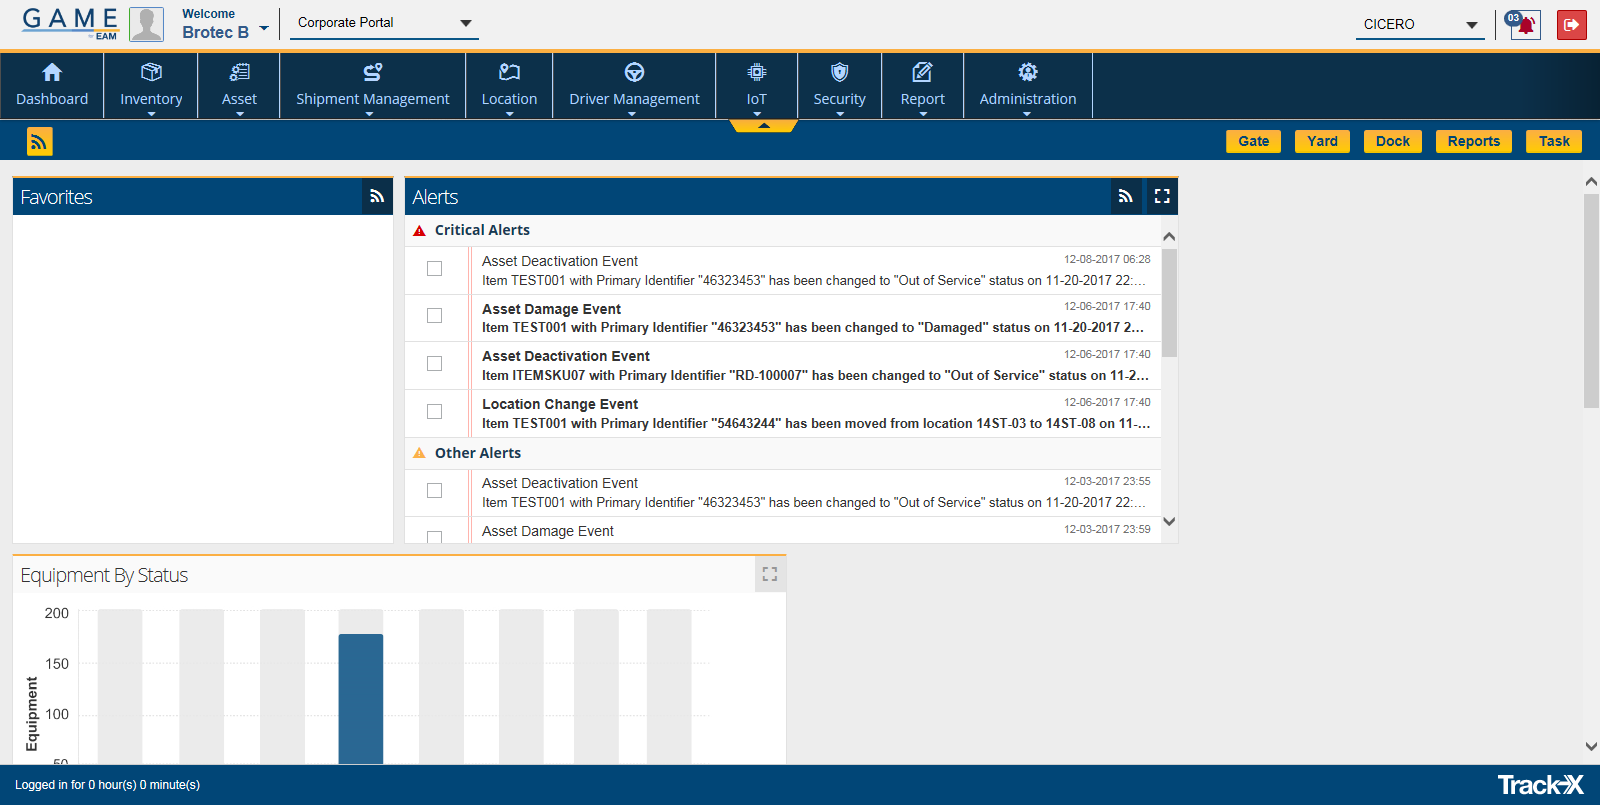 GAME
EAM
Welcome
Brotec B
Corporate Portal
CICERO
03
Dashboard
Inventory
Asset
Shipment Management
Location
Driver Management
IoT
Security
Report
Administration
Gate
Yard
Dock
Reports
Task
Favorites
Alerts
Critical Alerts
Asset Deactivation Event
12-08-2017 06:28
Item TEST001 with Primary Identifier "46323453" has been changed to "Out of Service" status on 11-20-2017 22:...
Asset Damage Event
12-06-2017 17:40
Item TEST001 with Primary Identifier "46323453" has been changed to "Damaged" status on 11-20-2017 2...
Asset Deactivation Event
12-06-2017 17:40
Item ITEMSKU07 with Primary Identifier "RD-100007" has been changed to "Out of Service" status on 11-2...
Location Change Event
12-06-2017 17:40
Item TEST001 with Primary Identifier "54643244" has been moved from location 14ST-03 to 14ST-08 on 11-...
Other Alerts
Asset Deactivation Event
12-03-2017 23:55
Item TEST001 with Primary Identifier "46323453" has been changed to "Out of Service" status on 11-20-2017 22:...
Asset Damage Event
12-03-2017 23:59
Equipment By Status
200
150
100
50
Equipment
Logged in for 0 hour(s) 0 minute(s)
Track-X